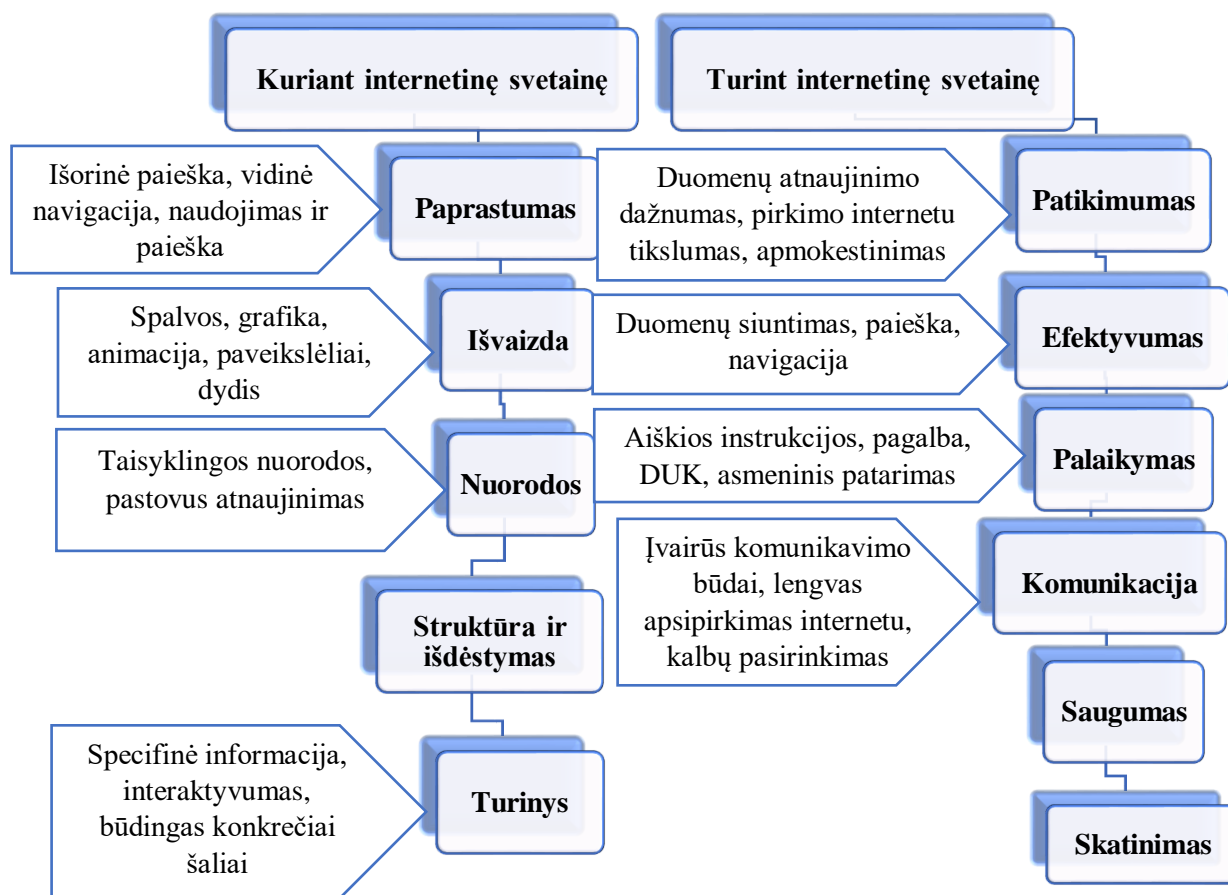 Kuriant internetinę svetainę
Išorinė paieška, vidinė
navigacija, naudojimas ir
paieška
Paprastumas
Spalvos, grafika,
animacija, paveikslėliai,
dydis
Išvaizda
Taisyklingos nuorodos,
pastovus atnaujinimas
Nuorodos
Struktūra ir
išdėstymas
Specifinė informacija,
interaktyvumas,
būdingas konkrečiai
šaliai
Turinys
Turint internetinę svetainę
Duomenų atnaujinimo
dažnumas, pirkimo internetu
tikslumas, apmokestinimas
Patikimumas
Duomenų siuntimas, paieška,
navigacija
Efektyvumas
Aiškios instrukcijos, pagalba,
DUK, asmeninis patarimas
Palaikymas
Įvairūs komunikavimo
būdai, lengvas
apsipirkimas internetu,
kalbų pasirinkimas
Komunikacija
Saugumas
Skatinimas